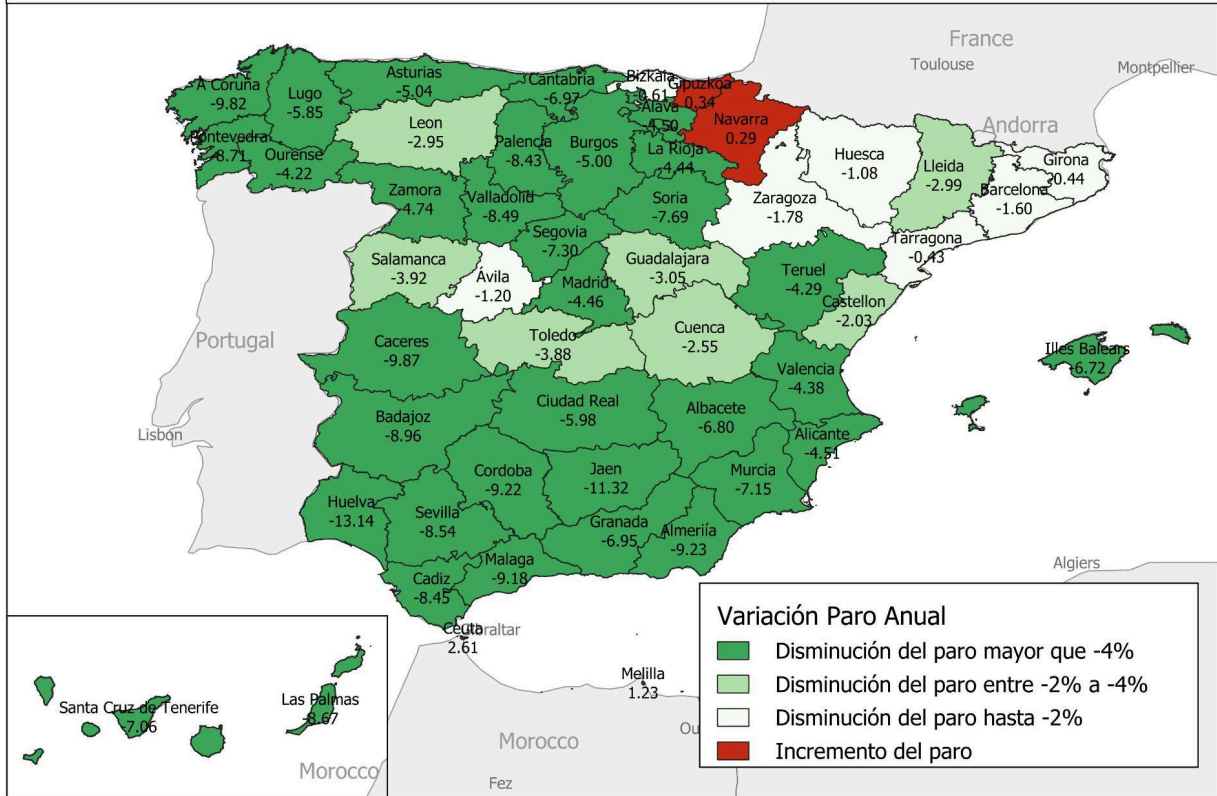 France
Toulouse
Montpellier
Andorra
A Coruna
-9.82
Lugo
-5.85
Asturias
-5.04
Cantabria
-6.97
Bizkaia
-0.61
Gipuzkoa
0.34
Alava
-4.50
Navarra
0.29
Pontevedra
-8.71
Ourense
-4.22
Leon
-2.95
Palencia
-8.43
Burgos
-5.00
La Rioja
-4.44
Huesca
-1.08
Lleida
-2.99
Girona
-0.44
Barcelona
-1.60
Zamora
-4.74
Valladolid
-8.49
Soria
-7.69
Zaragoza
-1.78
Tarragona
-0.43
Segovia
-7.30
Salamanca
-3.92
Ávila
-1.20
Madrid
-4.46
Guadalajara
-3.05
Teruel
-4.29
Castellon
-2.03
Portugal
Caceres
-9.87
Toledo
-3.88
Cuenca
-2.55
Valencia
-4.38
Illes Balears
-6.72
Lisbon
Badajoz
-8.96
Ciudad Real
-5.98
Albacete
-6.80
Alicante
-4.51
Cordoba
-9.22
Jaen
-11.32
Murcia
-7.15
Huelva
-13.14
Sevilla
-8.54
Granada
-6.95
Almeriía
-9.23
Malaga
-9.18
Cadiz
-8.45
Algiers
Ceuta
2.61
Gibraltar
Melilla
1.23
Ou
Morocco
Fez
Santa Cruz de Tenerife
-7.06
Las Palmas
-8.67
Morocco
Variación Paro Anual
Disminución del paro mayor que -4%
Disminución del paro entre -2% a -4%
Disminución del paro hasta -2%
Incremento del paro